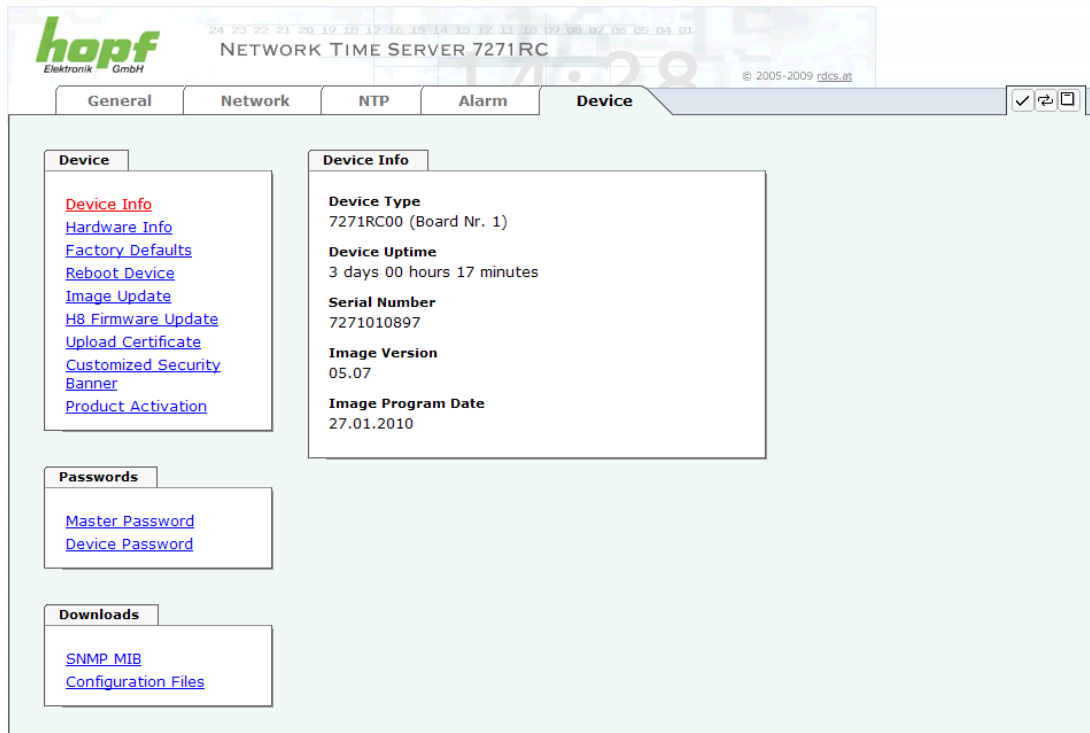 hopf
Elektronik GmbH
24 23 22 21 20 19 18 17 16 15 14 13 12 11 10 09 08 07 06 05 04 01
NETWORK TIME SERVER 7271RC
14:28
© 2005-2009 rdcs.at
General Network NTP Alarm Device
Device
Device Info
Hardware Info
Factory Defaults
Reboot Device
Image Update
H8 Firmware Update
Upload Certificate
Customized Security
Banner
Product Activation
Passwords
Master Password
Device Password
Downloads
SNMP MIB
Configuration Files
Device Info
Device Type
7271RC00 (Board Nr. 1)
Device Uptime
3 days 00 hours 17 minutes
Serial Number
7271010897
Image Version
05.07
Image Program Date
27.01.2010